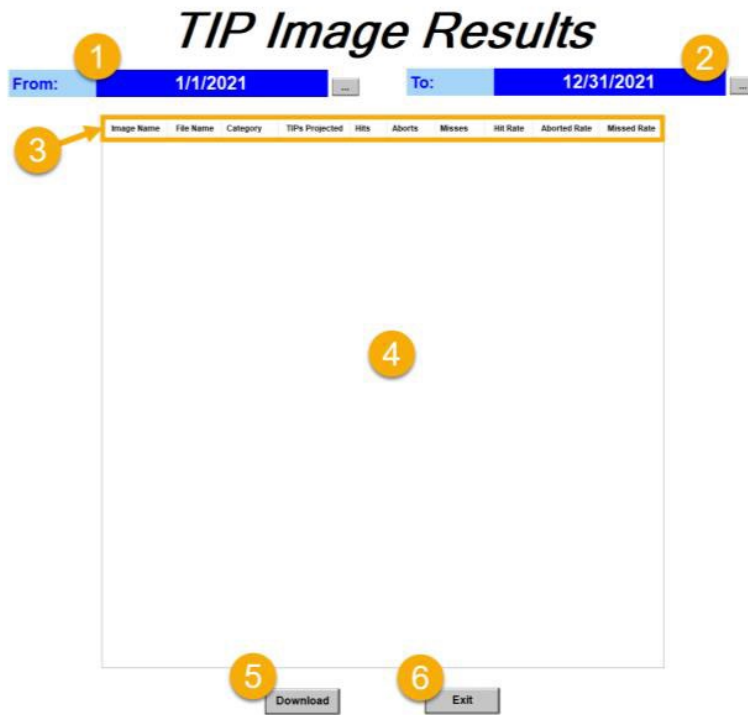 TIP Image Results
1 2
From: 1/1/2021 ... To: 12/31/2021 ...
3 Image Name File Name Category TIPs Projected Hits Aborts Misses Hit Rate Aborted Rate Missed Rate
4
5 6
Download Exit